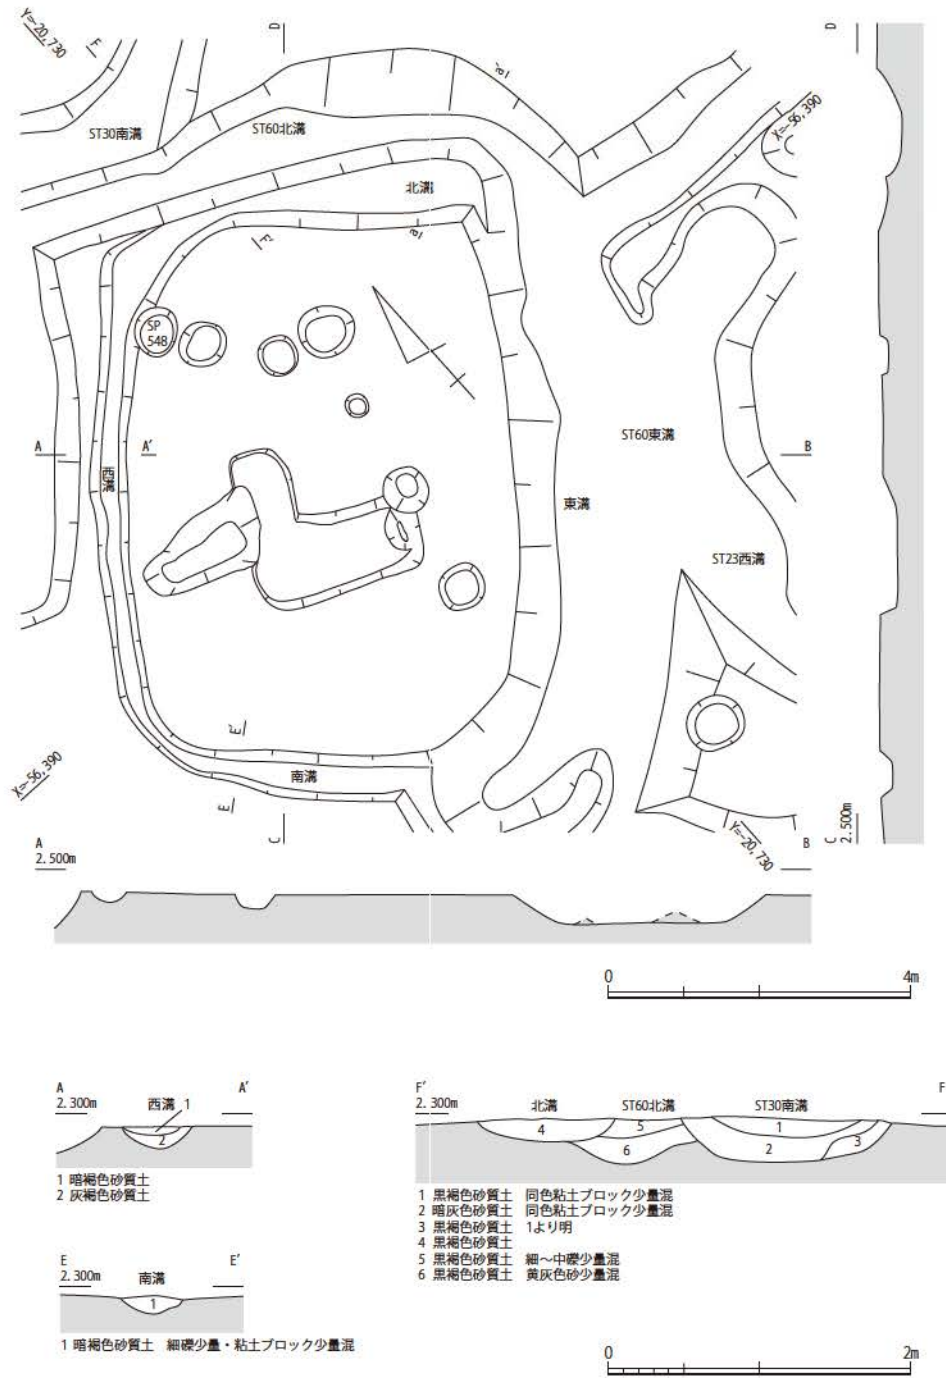 Y=-20,730
F
D
D
a'
X=-56,390
ST30南溝
ST60北溝
北溝
F'
a
SP
548
A
A'
西溝
ST60東溝
B
東溝
ST23西溝
E'
南溝
E
X=-56,390
C
Y=-20,730
C
2.500m
A
2.500m
B
0
4m
A
2.300m
西溝
1
A'
2
1 暗褐色砂質土
2 灰褐色砂質土
F'
2.300m
北溝
ST60北溝
ST30南溝
F
4
5
6
1
2
3
1 黒褐色砂質土 同色粘土ブロック少量混
2 暗灰色砂質土 同色粘土ブロック少量混
3 黒褐色砂質土 1より明
4 黒褐色砂質土
5 黒褐色砂質土 細〜中礫少量混
6 黒褐色砂質土 黄灰色砂少量混
E
2.300m
南溝
E'
1
1 暗褐色砂質土 細礫少量・粘土ブロック少量混
0
2m